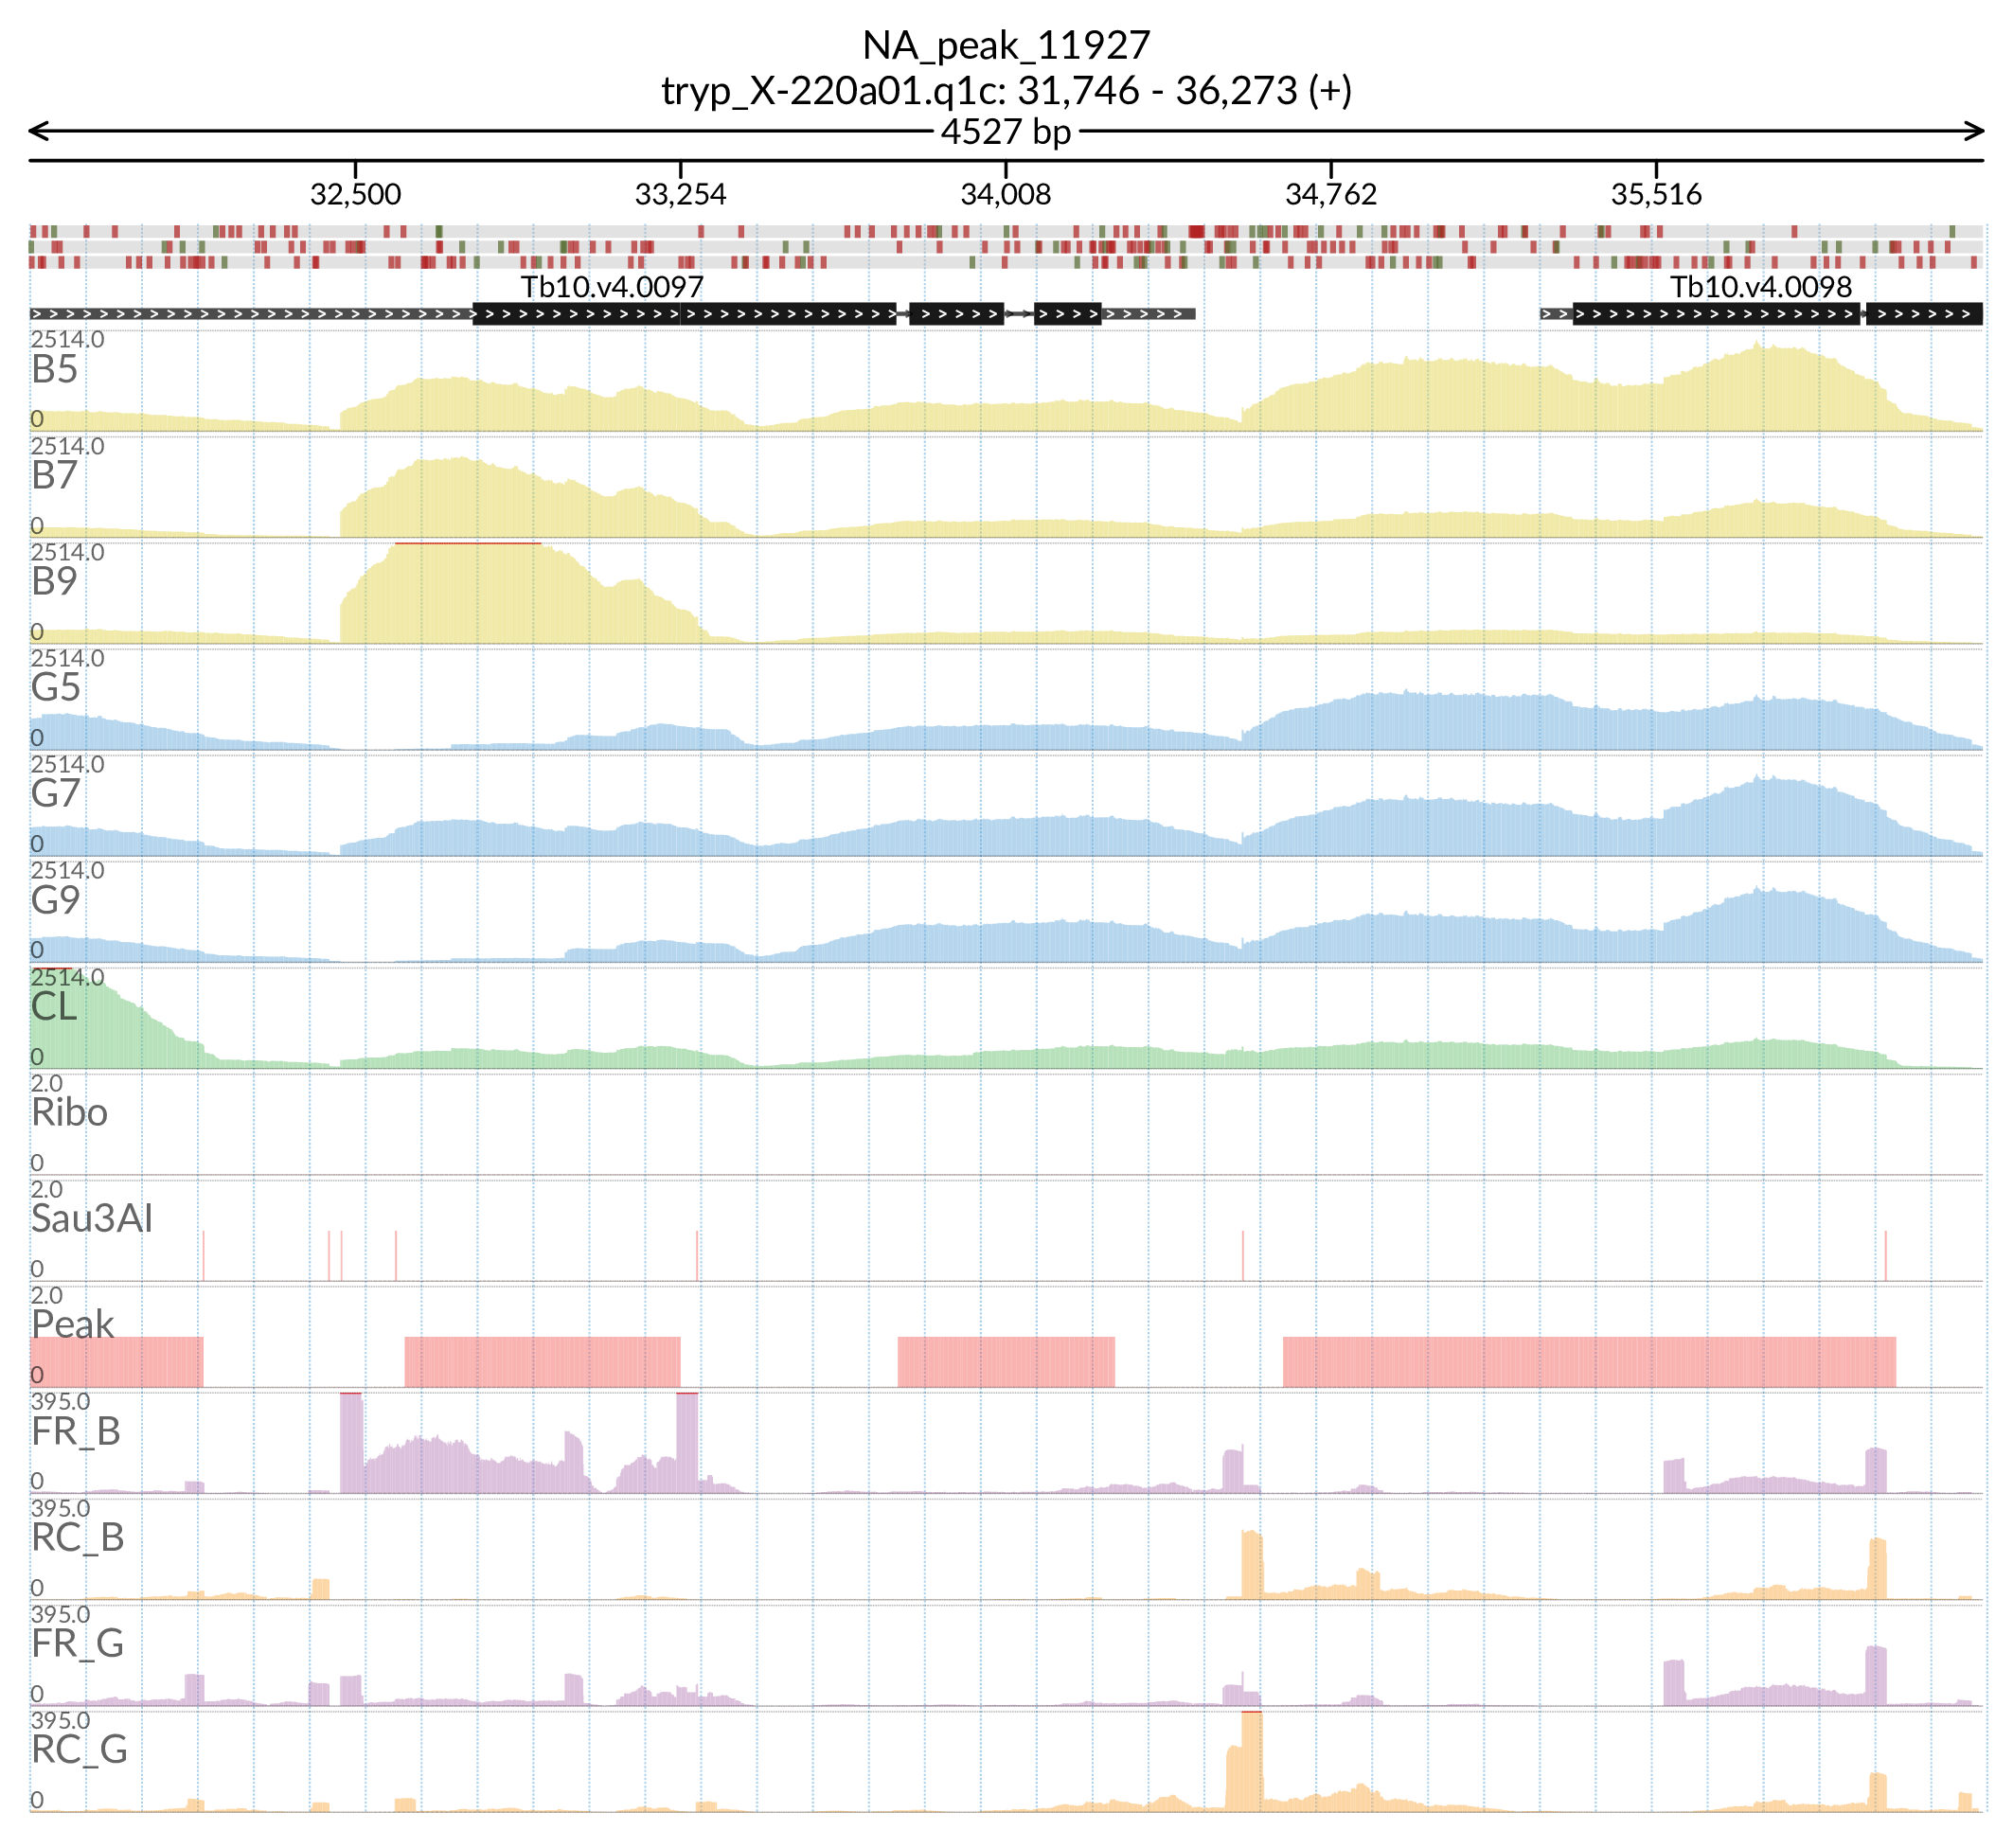 NA_peak_11927
tryp_X-220a01.q1c: 31,746 - 36,273 (+)
4527 bp
32,500 33,254 34,008 34,762 35,516
Tb10.v4.0097 Tb10.v4.0098
2514.0
B5
0
2514.0
B7
0
2514.0
B9
0
2514.0
G5
0
2514.0
G7
0
2514.0
G9
0
2514.0
CL
0
2.0
Ribo
0
2.0
Sau3AI
0
2.0
Peak
0
395.0
FR_B
0
395.0
RC_B
0
395.0
FR_G
0
395.0
RC_G
0